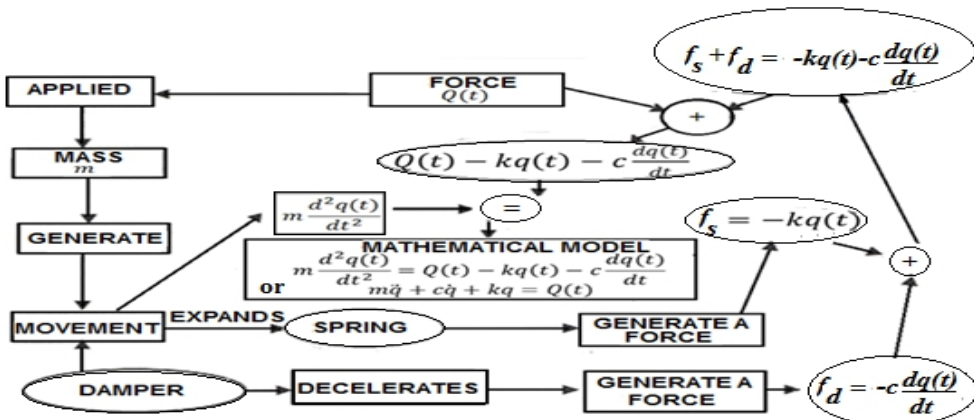 f_s + f_d = -kq(t)-c dq(t)/dt
APPLIED
FORCE
Q(t)
+
MASS
m
Q(t) − kq(t) − c dq(t)/dt
m d²q(t)/dt²
=
f_s = −kq(t)
GENERATE
MATHEMATICAL MODEL
m d²q(t)/dt² = Q(t) − kq(t) − c dq(t)/dt
or mq̈ + cq̇ + kq = Q(t)
+
MOVEMENT
EXPANDS
SPRING
GENERATE A
FORCE
DAMPER
DECELERATES
GENERATE A
FORCE
f_d = -c dq(t)/dt